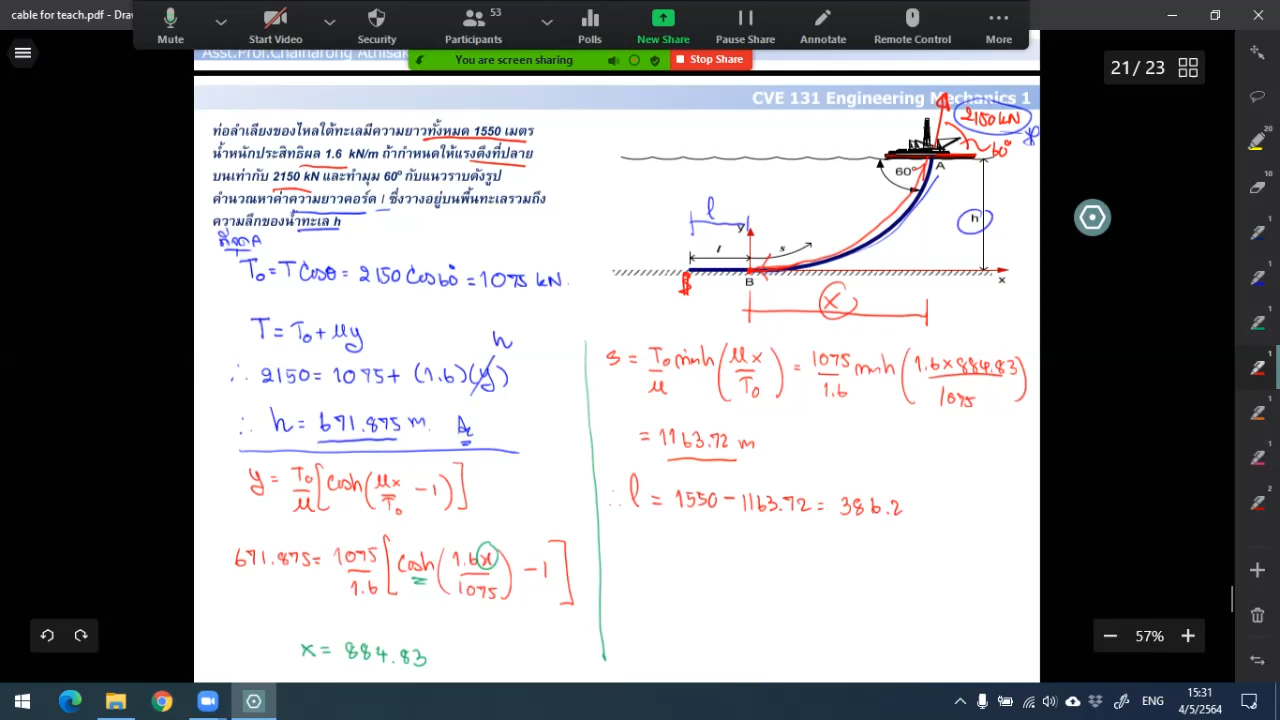 cable for teach.pdf - Draw
53
Mute
Start Video
Security
Participants
Polls
New Share
Pause Share
Annotate
Remote Control
More
You are screen sharing
Stop Share
Asst.Prof.Chainarong Athisak
21 / 23
CVE 131 Engineering Mechanics 1
ท่อลำเลียงของไหลใต้ทะเลมีความยาวทั้งหมด 1550 เมตร
น้ำหนักประสิทธิผล 1.6 kN/m ถ้ากำหนดให้แรงดึงที่ปลาย
บนเท่ากับ 2150 kN และทำมุม 60º กับแนวราบดังรูป
คำนวณหาค่าความยาวคอร์ด l ซึ่งวางอยู่บนพื้นทะเลรวมถึง
ความลึกของน้ำทะเล h
2150 kN
60°
60º
A
h
l
y
l
s
B
B
x
x
ที่จุด A
T₀ = T cosθ = 2150 cos60° = 1075 kN.
T = T₀ + μy
h
∴ 2150 = 1075 + (1.6)(y)
∴ h = 671.875 m.
y = T₀/μ [cosh(μx/T₀ - 1)]
671.875 = 1075/1.6 [cosh(1.6x/1075) - 1]
x = 884.83
s = T₀/μ sinh(μx/T₀) = 1075/1.6 sinh(1.6×884.83/1075)
= 1163.72 m
∴ l = 1550 - 1163.72 = 386.2
57%
ENG
15:31
4/5/2564
20